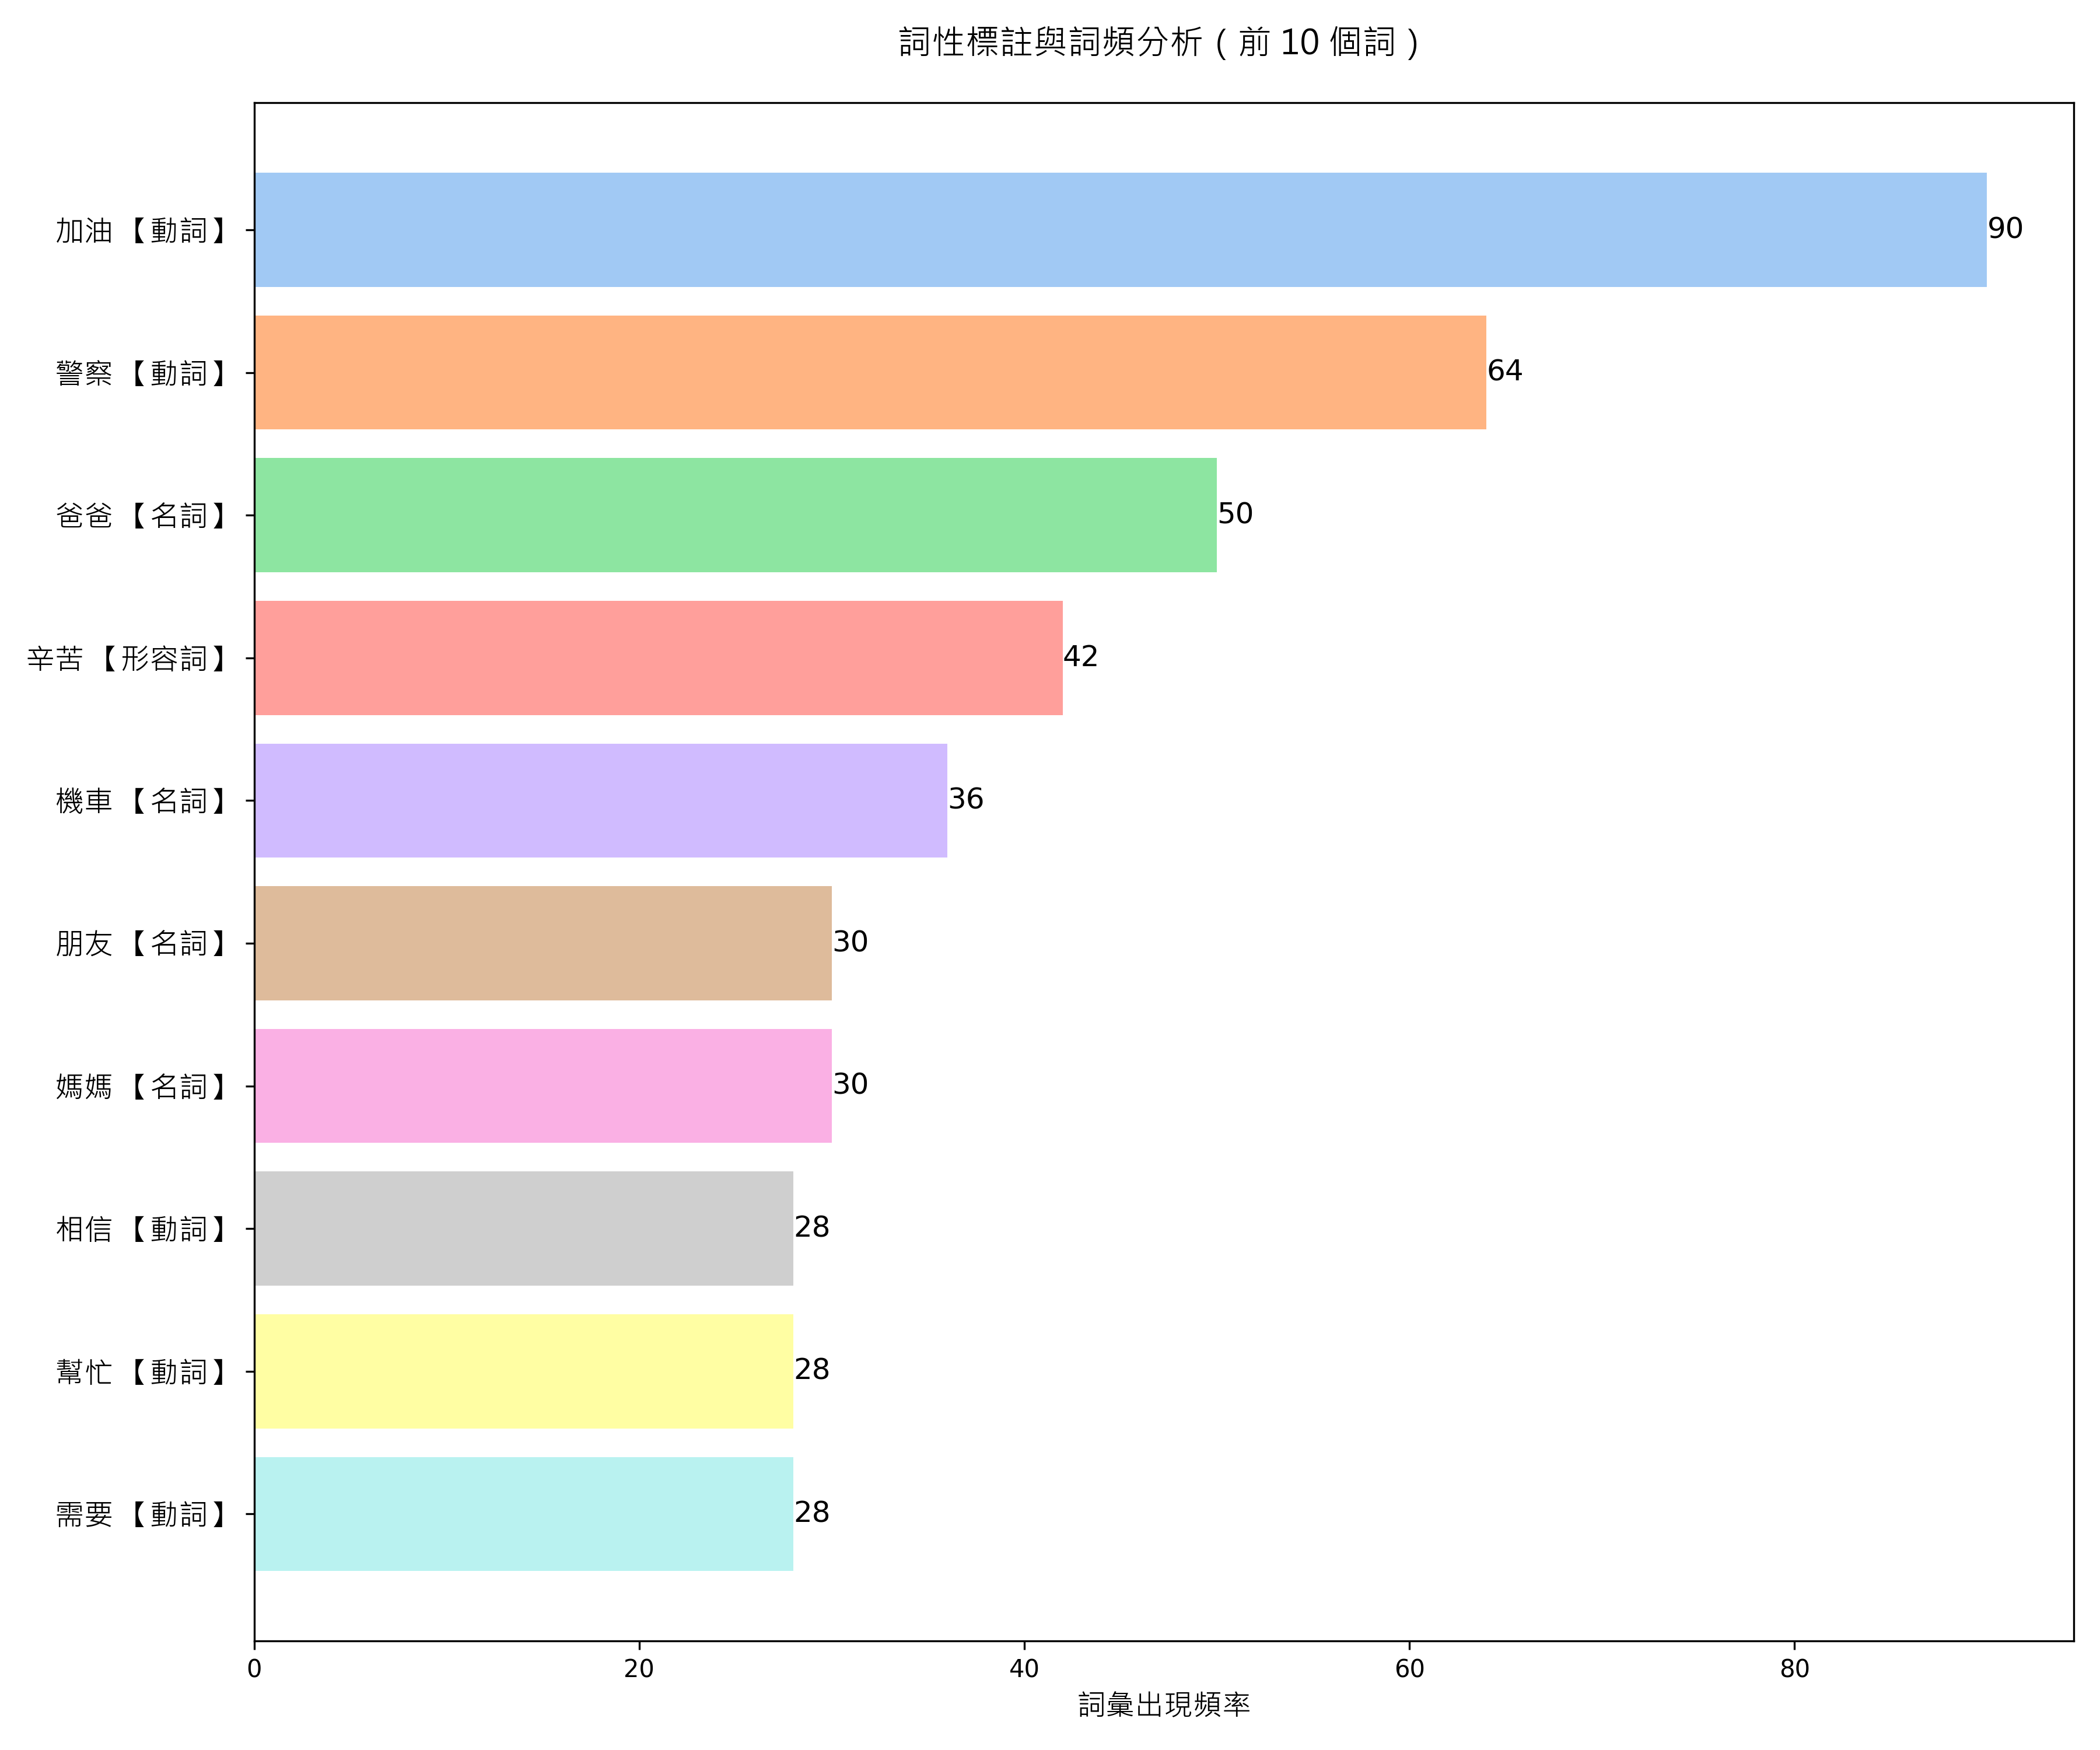 詞性標註與詞頻分析（前 10 個詞）
加油 【動詞】 90
警察 【動詞】 64
爸爸 【名詞】 50
辛苦 【形容詞】 42
機車 【名詞】 36
朋友 【名詞】 30
媽媽 【名詞】 30
相信 【動詞】 28
幫忙 【動詞】 28
需要 【動詞】 28
0 20 40 60 80
詞彙出現頻率